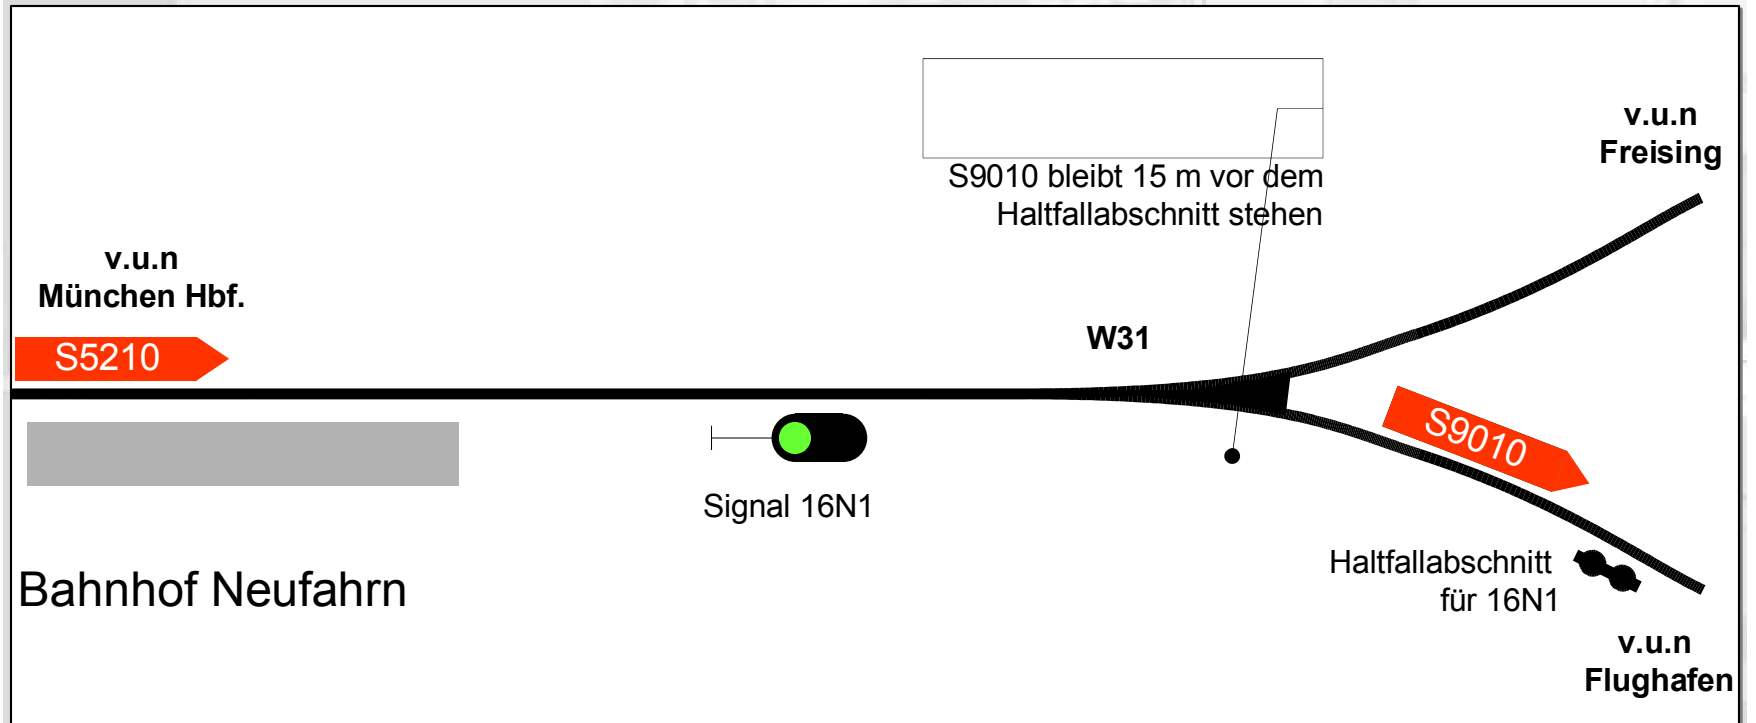 S9010 bleibt 15 m vor dem
Haltfallabschnitt stehen
v.u.n
Freising
v.u.n
München Hbf.
S5210
W31
S9010
Signal 16N1
Bahnhof Neufahrn
Haltfallabschnitt
für 16N1
v.u.n
Flughafen